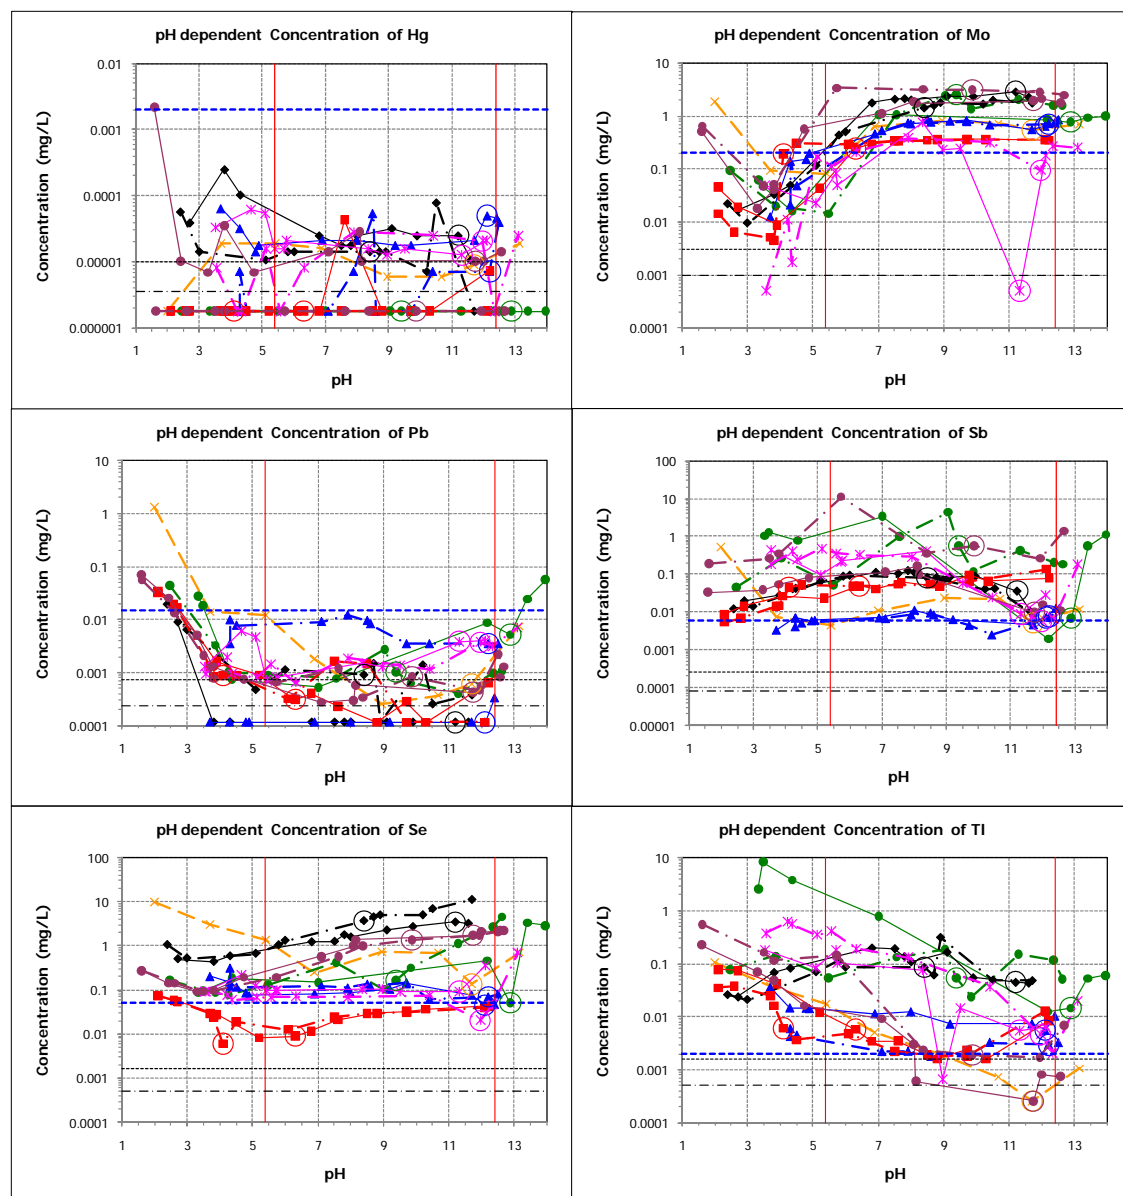 pH dependent Concentration of Hg
0.01
0.001
0.0001
0.00001
0.000001
Concentration (mg/L)
1 3 5 7 9 11 13
pH
pH dependent Concentration of Mo
10
1
0.1
0.01
0.001
0.0001
Concentration (mg/L)
1 3 5 7 9 11 13
pH
pH dependent Concentration of Pb
10
1
0.1
0.01
0.001
0.0001
Concentration (mg/L)
1 3 5 7 9 11 13
pH
pH dependent Concentration of Sb
100
10
1
0.1
0.01
0.001
0.0001
0.00001
Concentration (mg/L)
1 3 5 7 9 11 13
pH
pH dependent Concentration of Se
100
10
1
0.1
0.01
0.001
0.0001
Concentration (mg/L)
1 3 5 7 9 11 13
pH
pH dependent Concentration of Tl
10
1
0.1
0.01
0.001
0.0001
Concentration (mg/L)
1 3 5 7 9 11 13
pH